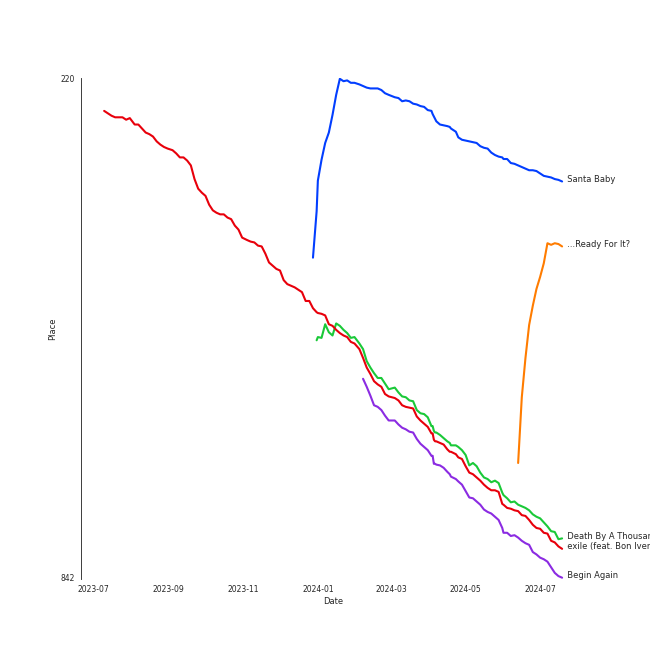 220
Santa Baby
...Ready For It?
Place
Death By A
exile (feat. Bon Iver
Begin Again
842
2023-07 2023-09 2023-11 2024-01 2024-03 2024-05 2024-07
Date